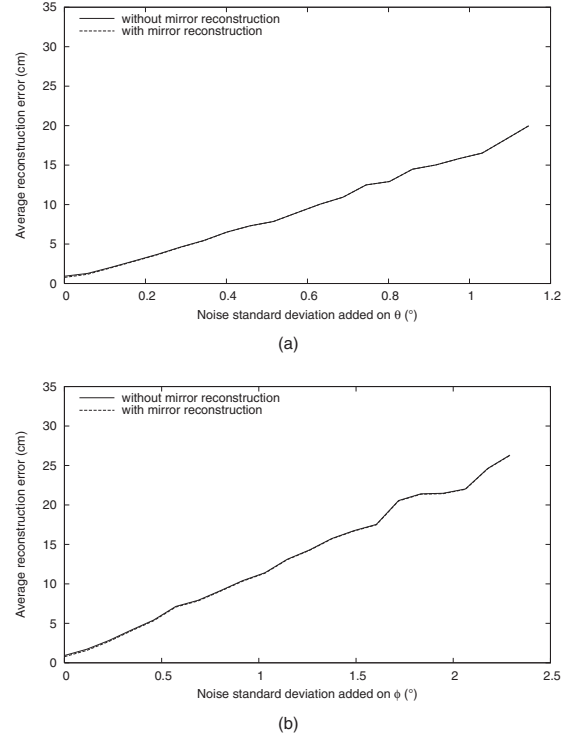 35
30
25
20
15
10
5
0
Average reconstruction error (cm)
without mirror reconstruction
with mirror reconstruction
0 0.2 0.4 0.6 0.8 1 1.2
Noise standard deviation added on θ (°)
(a)
35
30
25
20
15
10
5
0
Average reconstruction error (cm)
without mirror reconstruction
with mirror reconstruction
0 0.5 1 1.5 2 2.5
Noise standard deviation added on ϕ (°)
(b)